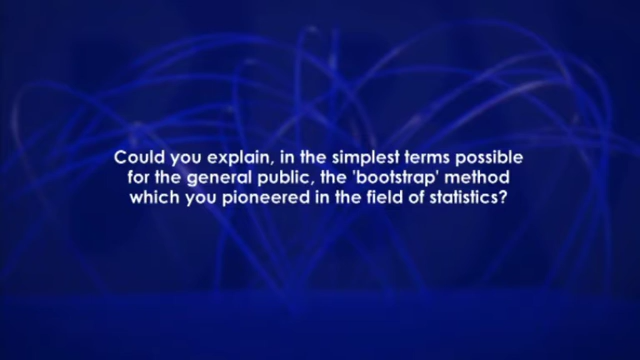 Could you explain, in the simplest terms possible
for the general public, the 'bootstrap' method
which you pioneered in the field of statistics?